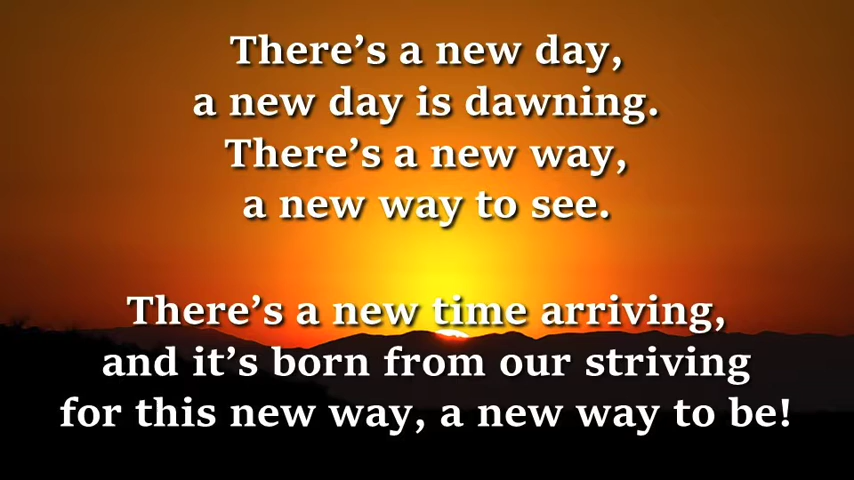 There’s a new day,
a new day is dawning.
There’s a new way,
a new way to see.
There’s a new time arriving,
and it’s born from our striving
for this new way, a new way to be!